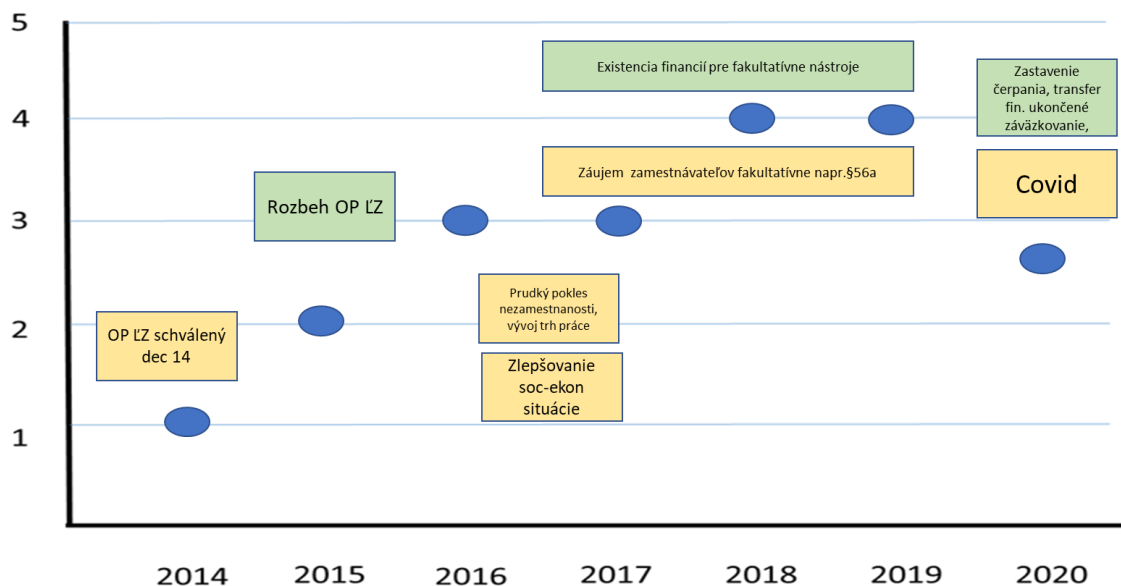 5
Existencia financií pre fakultatívne nástroje
Zastavenie
čerpania, transfer
fin. ukončené
záväzkovanie,
4
Záujem zamestnávateľov fakultatívne napr.§56a
Covid
Rozbeh OP ĽZ
3
Prudký pokles
nezamestnanosti,
vývoj trh práce
OP ĽZ schválený
dec 14
2
Zlepšovanie
soc-ekon
situácie
1
2014 2015 2016 2017 2018 2019 2020